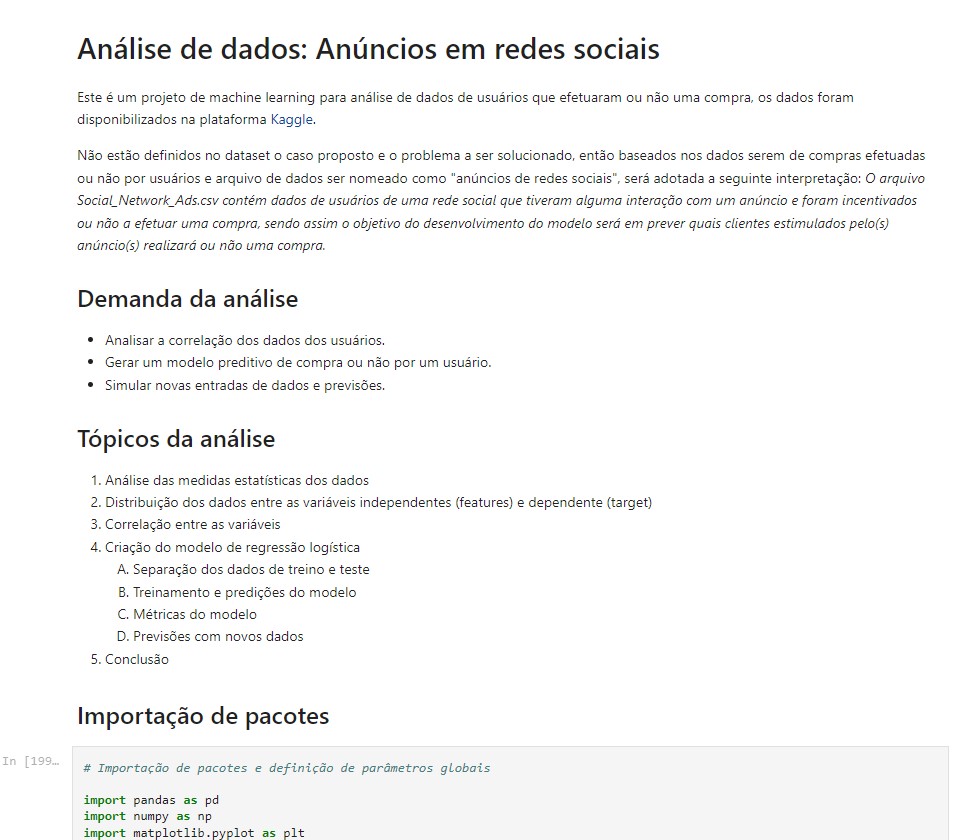 Análise de dados: Anúncios em redes sociais
Este é um projeto de machine learning para análise de dados de usuários que efetuaram ou não uma compra, os dados foram
disponibilizados na plataforma Kaggle.
Não estão definidos no dataset o caso proposto e o problema a ser solucionado, então baseados nos dados serem de compras efetuadas
ou não por usuários e arquivo de dados ser nomeado como "anúncios de redes sociais", será adotada a seguinte interpretação: O arquivo
Social_Network_Ads.csv contém dados de usuários de uma rede social que tiveram alguma interação com um anúncio e foram incentivados
ou não a efetuar uma compra, sendo assim o objetivo do desenvolvimento do modelo será em prever quais clientes estimulados pelo(s)
anúncio(s) realizará ou não uma compra.
Demanda da análise
• Analisar a correlação dos dados dos usuários.
• Gerar um modelo preditivo de compra ou não por um usuário.
• Simular novas entradas de dados e previsões.
Tópicos da análise
1. Análise das medidas estatísticas dos dados
2. Distribuição dos dados entre as variáveis independentes (features) e dependente (target)
3. Correlação entre as variáveis
4. Criação do modelo de regressão logística
A. Separação dos dados de treino e teste
B. Treinamento e predições do modelo
C. Métricas do modelo
D. Previsões com novos dados
5. Conclusão
Importação de pacotes
In [199…
# Importação de pacotes e definição de parâmetros globais
import pandas as pd
import numpy as np
import matplotlib.pyplot as plt